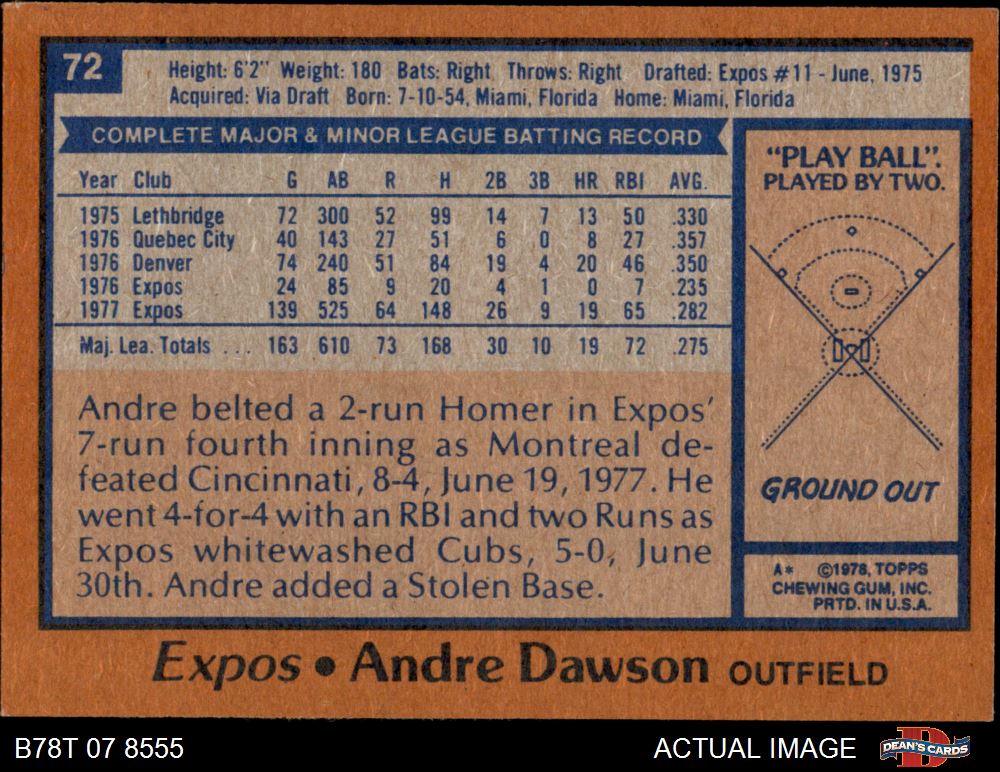 72
Height: 6'2" Weight: 180 Bats: Right Throws: Right Drafted: Expos #11 - June, 1975
Acquired: Via Draft Born: 7-10-54, Miami, Florida Home: Miami, Florida
COMPLETE MAJOR & MINOR LEAGUE BATTING RECORD
Year Club G AB R H 2B 3B HR RBI AVG.
1975 Lethbridge 72 300 52 99 14 7 13 50 .330
1976 Quebec City 40 143 27 51 6 0 8 27 .357
1976 Denver 74 240 51 84 19 4 20 46 .350
1976 Expos 24 85 9 20 4 1 0 7 .235
1977 Expos 139 525 64 148 26 9 19 65 .282
Maj. Lea. Totals ... 163 610 73 168 30 10 19 72 .275
Andre belted a 2-run Homer in Expos'
7-run fourth inning as Montreal de-
feated Cincinnati, 8-4, June 19, 1977. He
went 4-for-4 with an RBI and two Runs as
Expos whitewashed Cubs, 5-0, June
30th. Andre added a Stolen Base.
"PLAY BALL".
PLAYED BY TWO.
GROUND OUT
A* ©1978, TOPPS
CHEWING GUM, INC.
PRTD. IN U.S.A.
Expos • Andre Dawson OUTFIELD
B78T 07 8555
ACTUAL IMAGE
D
DEAN'S CARDS